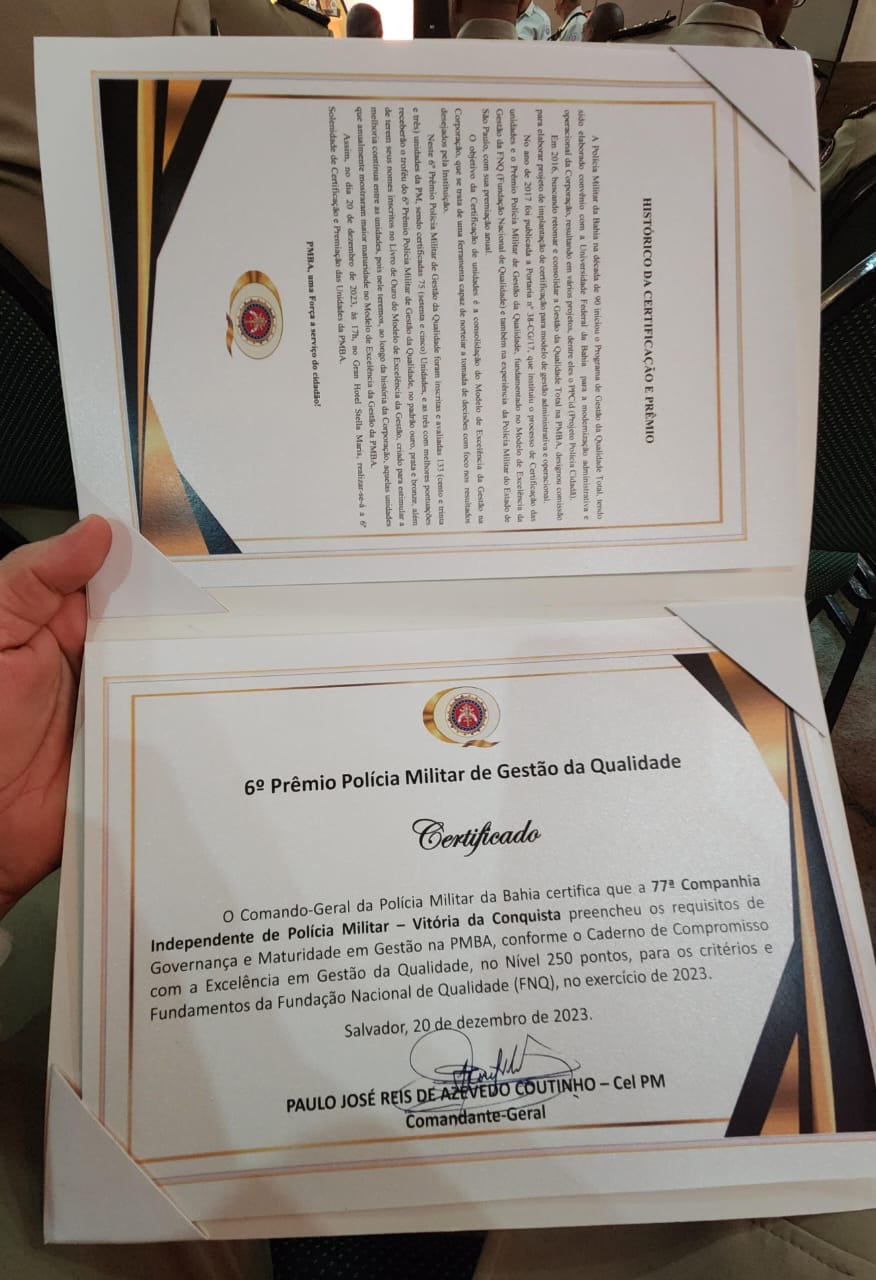 HISTÓRICO DA CERTIFICAÇÃO E PRÊMIO
A Polícia Militar da Bahia na década de 90 iniciou o Programa de Gestão da Qualidade Total, tendo
sido elaborado convênio com a Universidade Federal da Bahia para a modernização administrativa e
operacional da Corporação, resultando em vários projetos, dentre eles o PPCid (Projeto Polícia Cidadã).
Em 2016, buscando retomar e consolidar a Gestão da Qualidade Total na PMBA, designou comissão
para elaborar projeto de implantação de certificação para modelo de gestão administrativa e operacional.
No ano de 2017 foi publicada a Portaria nº 38-CG/17, que instituiu o processo de Certificação das
unidades e o Prêmio Polícia Militar de Gestão da Qualidade, fundamentado no Modelo de Excelência da
Gestão da FNQ (Fundação Nacional de Qualidade) e também na experiência da Polícia Militar do Estado de
São Paulo, com sua premiação anual.
O objetivo da Certificação de unidades é a consolidação do Modelo de Excelência da Gestão na
Corporação, que se trata de uma ferramenta capaz de nortear a tomada de decisões com foco nos resultados
desejados pela Instituição.
Neste 6º Prêmio Polícia Militar de Gestão da Qualidade foram inscritas e avaliadas 133 (cento e trinta
e três) unidades da PM, sendo certificadas 75 (setenta e cinco) Unidades, e as três com melhores pontuações
receberão o troféu do 6º Prêmio Polícia Militar de Gestão da Qualidade, no padrão ouro, prata e bronze, além
de terem seus nomes inscritos no Livro de Ouro do Modelo de Excelência da Gestão, criado para estimular a
melhoria contínua entre as unidades, pois nele teremos, ao longo da história da Corporação, aquelas unidades
que anualmente mostraram maior maturidade no Modelo de Excelência da Gestão da PMBA.
Assim, no dia 20 de dezembro de 2023, às 17h, no Gran Hotel Stella Maris, realizar-se-á a 6ª
Solenidade de Certificação e Premiação das Unidades da PMBA.
PMBA, uma Força a serviço do cidadão!
6º Prêmio Polícia Militar de Gestão da Qualidade
Certificado
O Comando-Geral da Polícia Militar da Bahia certifica que a 77ª Companhia
Independente de Polícia Militar – Vitória da Conquista preencheu os requisitos de
Governança e Maturidade em Gestão na PMBA, conforme o Caderno de Compromisso
com a Excelência em Gestão da Qualidade, no Nível 250 pontos, para os critérios e
Fundamentos da Fundação Nacional de Qualidade (FNQ), no exercício de 2023.
Salvador, 20 de dezembro de 2023.
PAULO JOSÉ REIS DE AZEVEDO COUTINHO – Cel PM
Comandante-Geral